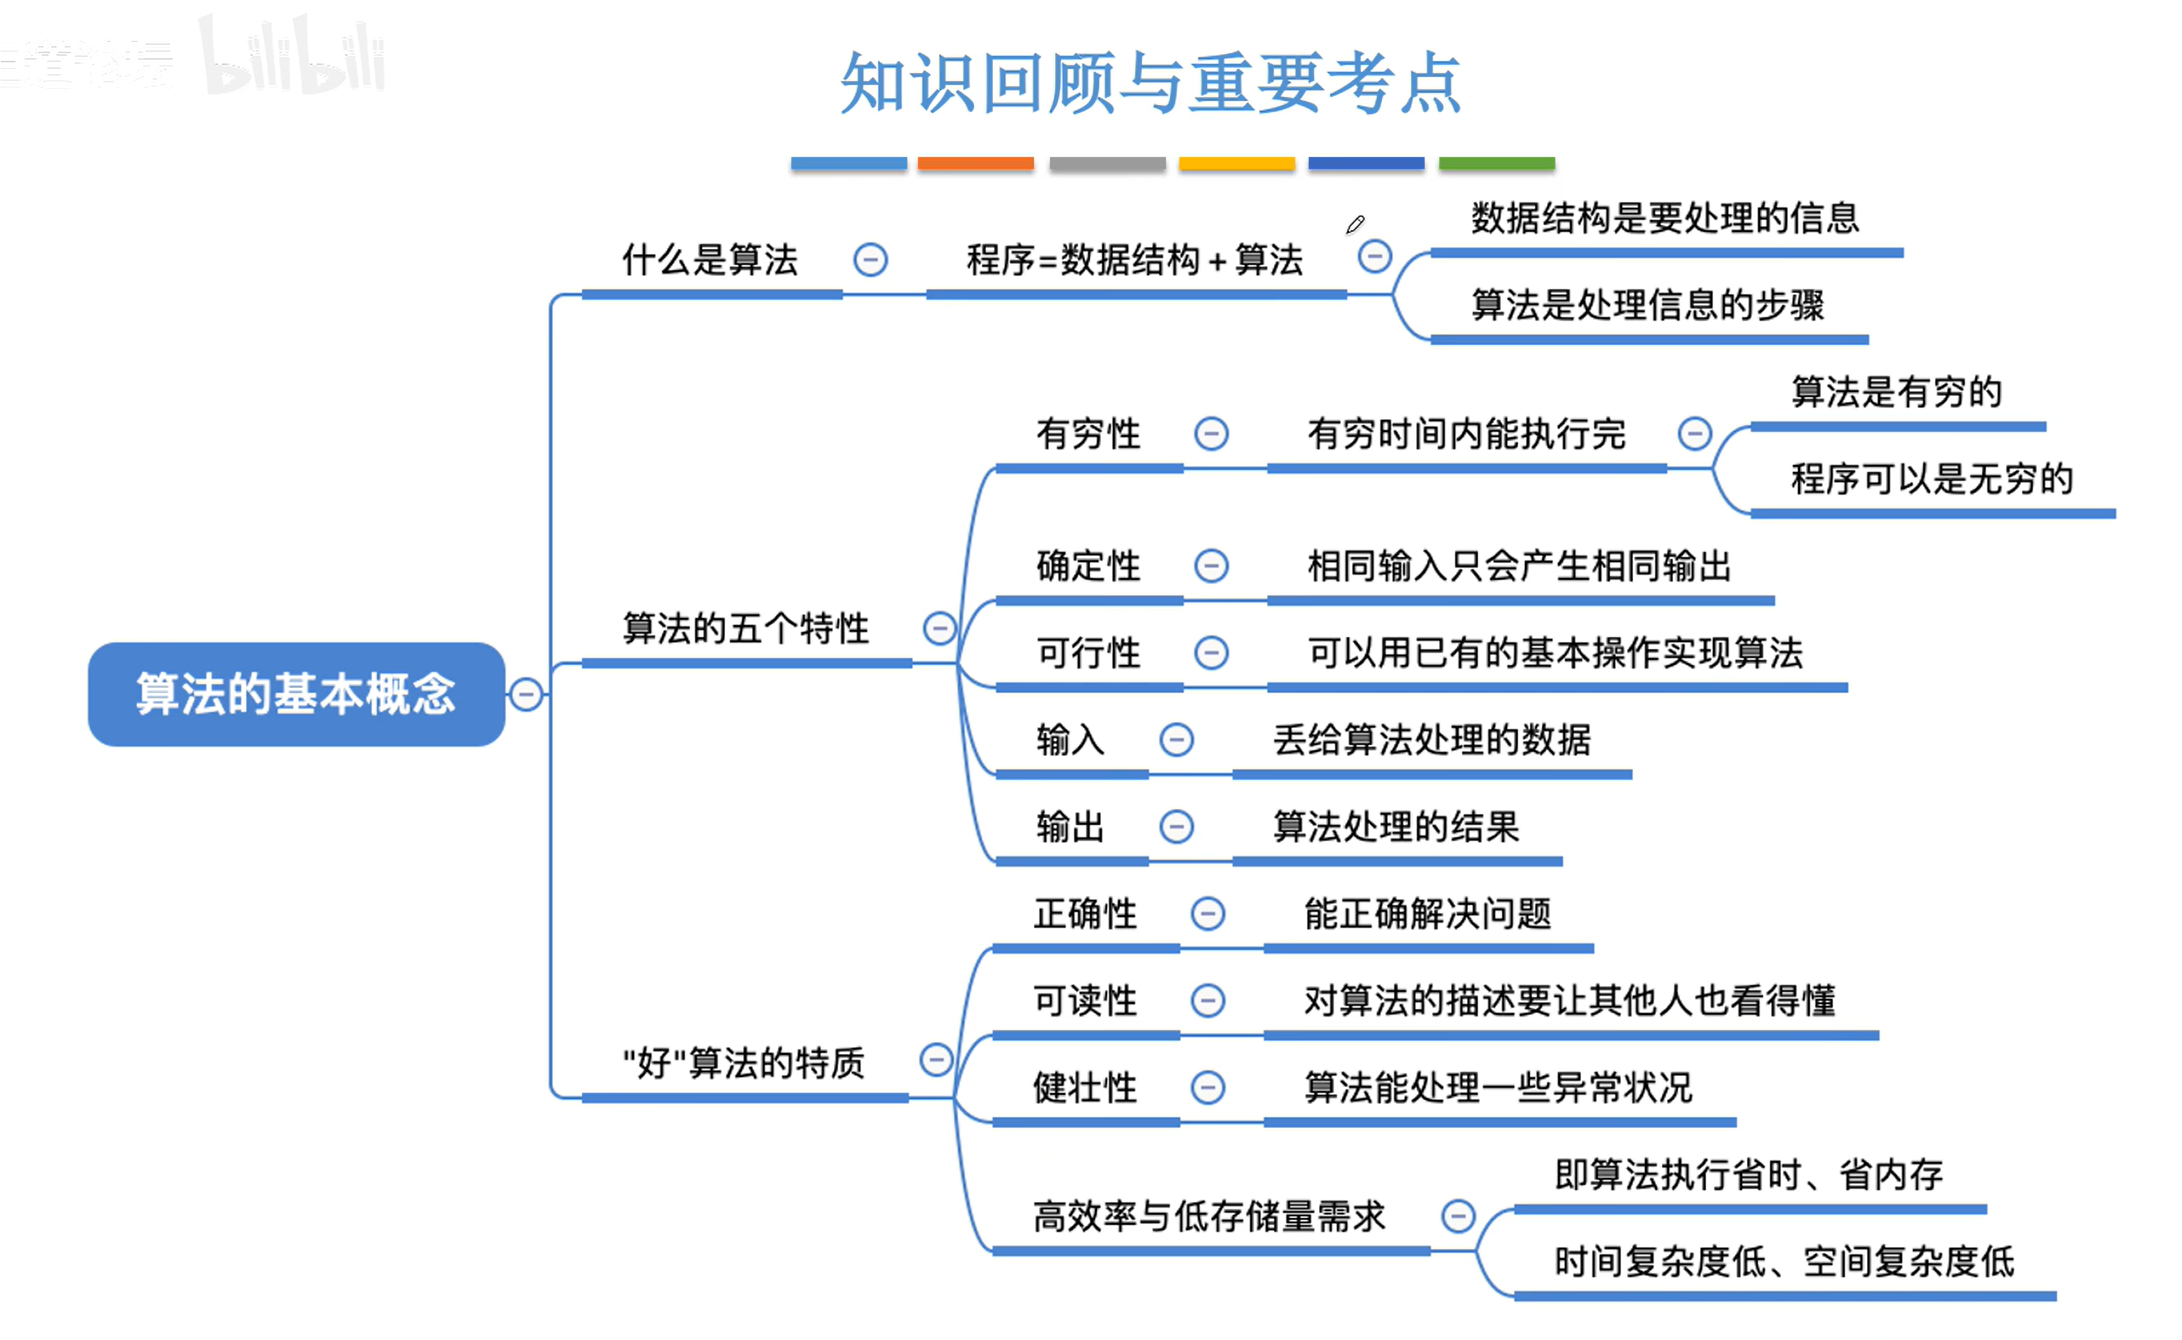 bilibili
知识回顾与重要考点
什么是算法
程序=数据结构+算法
数据结构是要处理的信息
算法是处理信息的步骤
算法的基本概念
算法的五个特性
有穷性
有穷时间内能执行完
算法是有穷的
程序可以是无穷的
确定性
相同输入只会产生相同输出
可行性
可以用已有的基本操作实现算法
输入
丢给算法处理的数据
输出
算法处理的结果
"好"算法的特质
正确性
能正确解决问题
可读性
对算法的描述要让其他人也看得懂
健壮性
算法能处理一些异常状况
高效率与低存储量需求
即算法执行省时、省内存
时间复杂度低、空间复杂度低